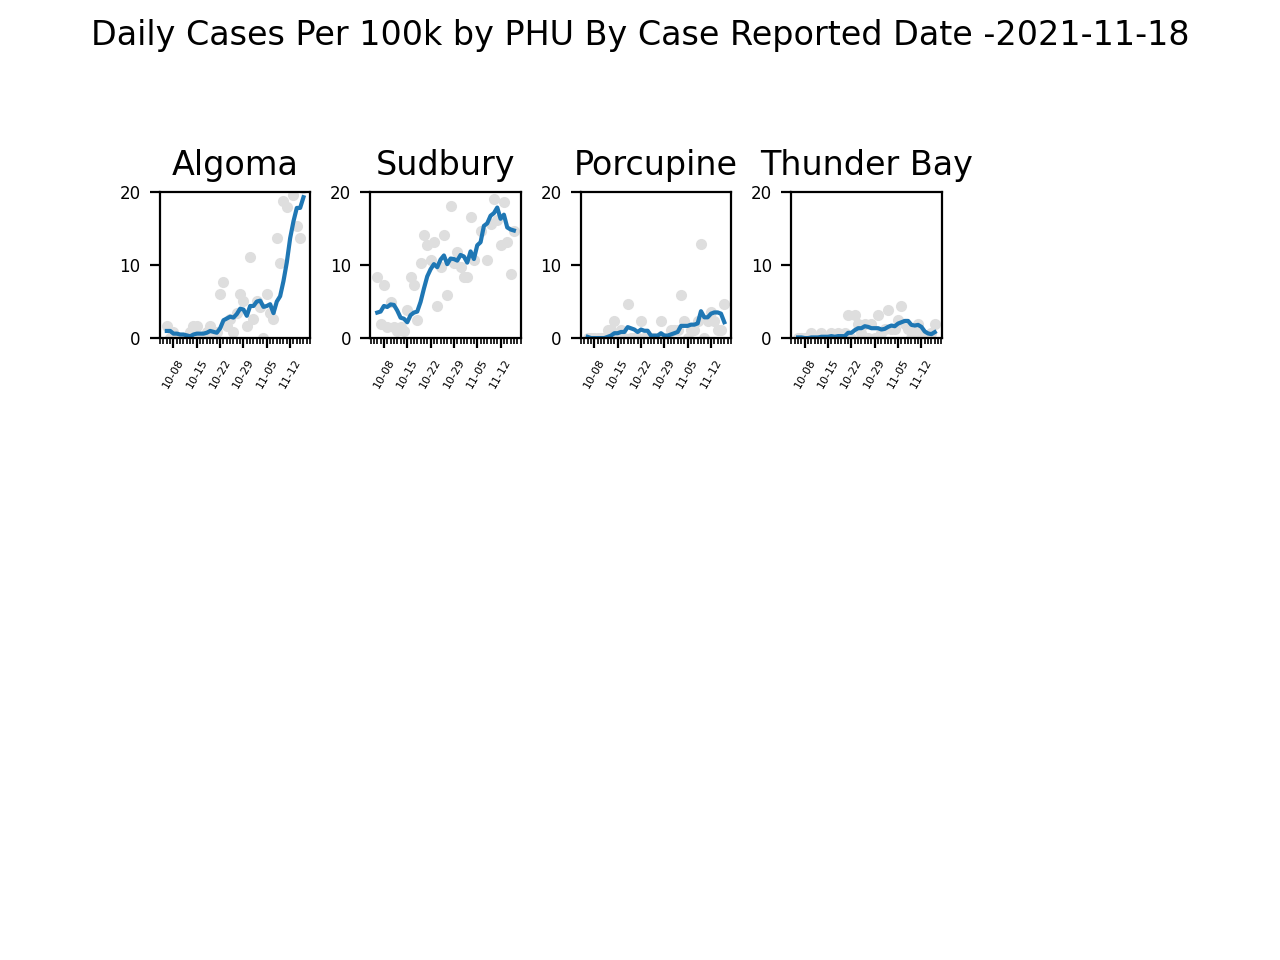 Daily Cases Per 100k by PHU By Case Reported Date -2021-11-18
Algoma Sudbury Porcupine Thunder Bay
20 20 20 20
10 10 10 10
0 0 0 0
10-08 10-15 10-22 10-29 11-05 11-12 10-08 10-15 10-22 10-29 11-05 11-12 10-08 10-15 10-22 10-29 11-05 11-12 10-08 10-15 10-22 10-29 11-05 11-12